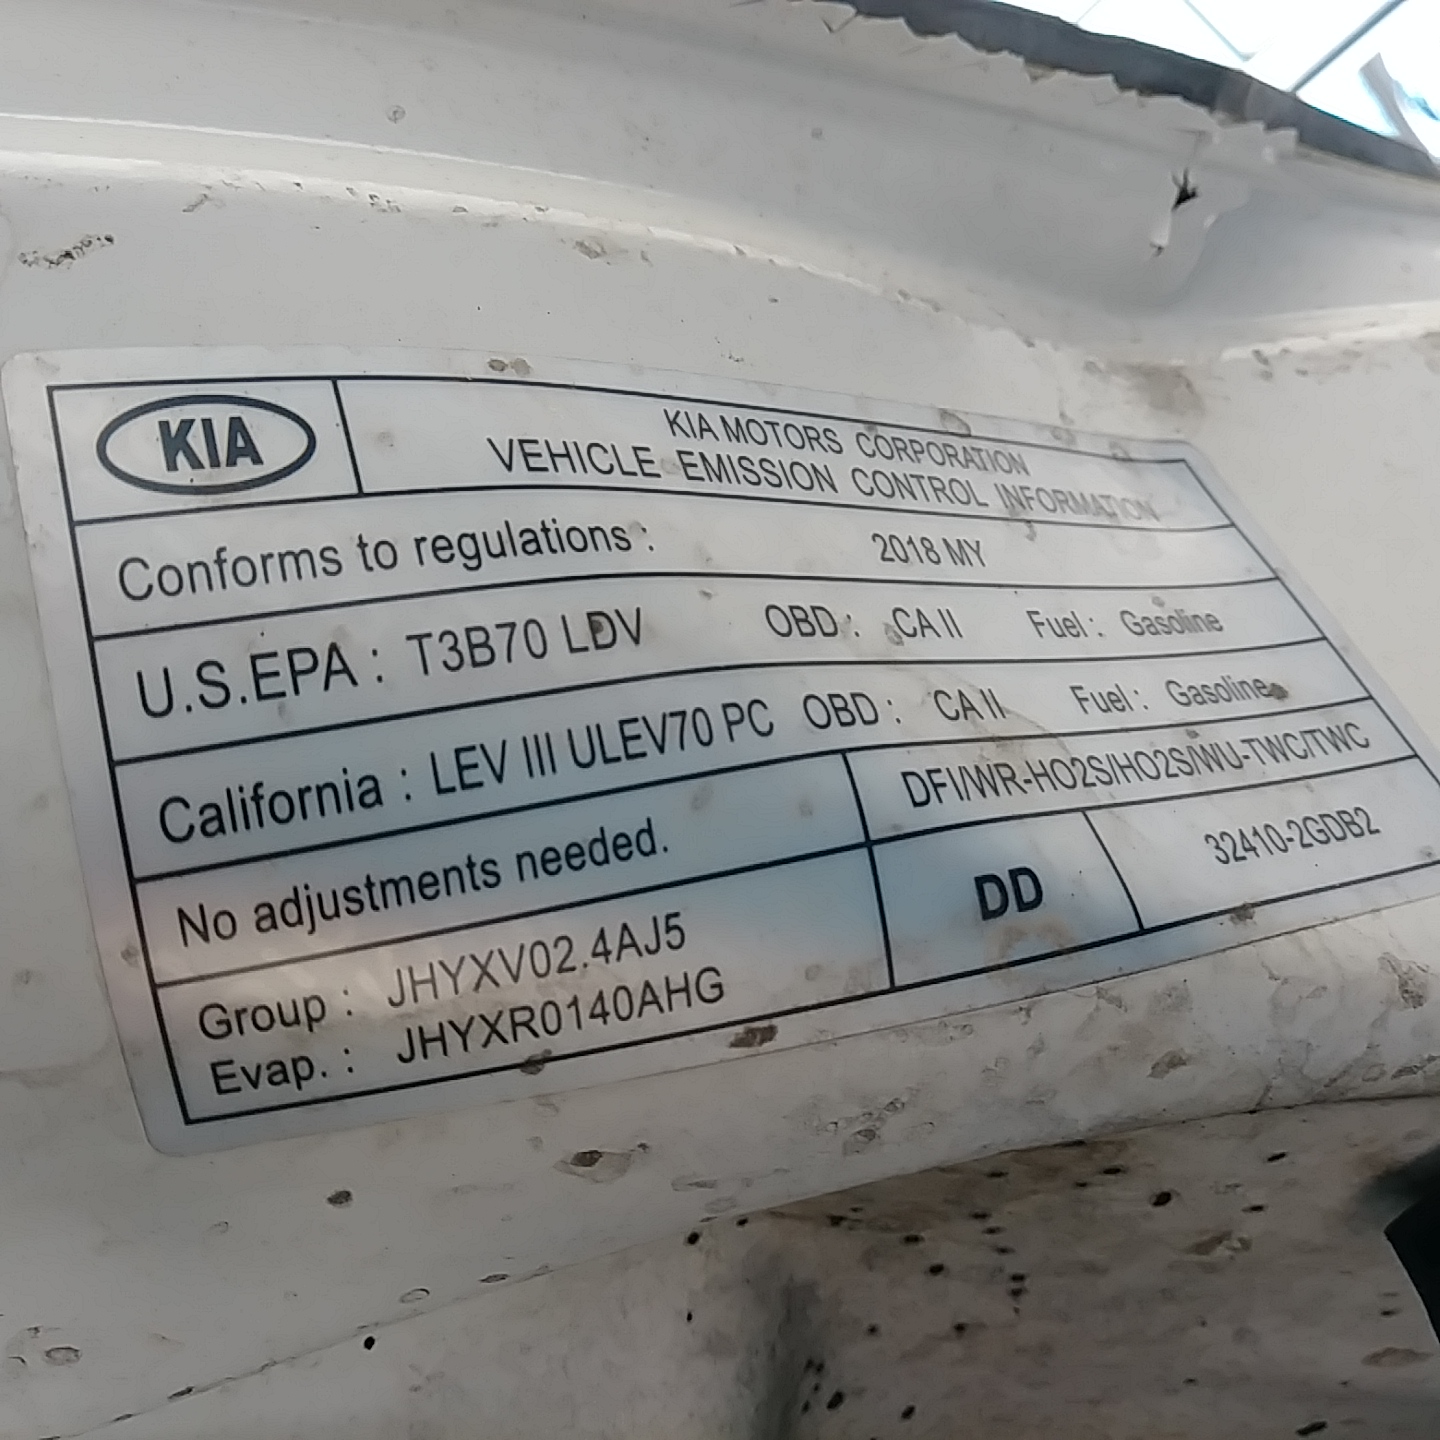 KIA
KIA MOTORS CORPORATION
VEHICLE EMISSION CONTROL INFORMATION
Conforms to regulations : 2018 MY
U.S.EPA : T3B70 LDV OBD : CA II Fuel : Gasoline
California : LEV III ULEV70 PC OBD : CA II Fuel : Gasoline
No adjustments needed. DFI/WR-HO2S/HO2S/WU-TWC/TWC
Group : JHYXV02.4AJ5
Evap. : JHYXR0140AHG
DD
32410-2GDB2